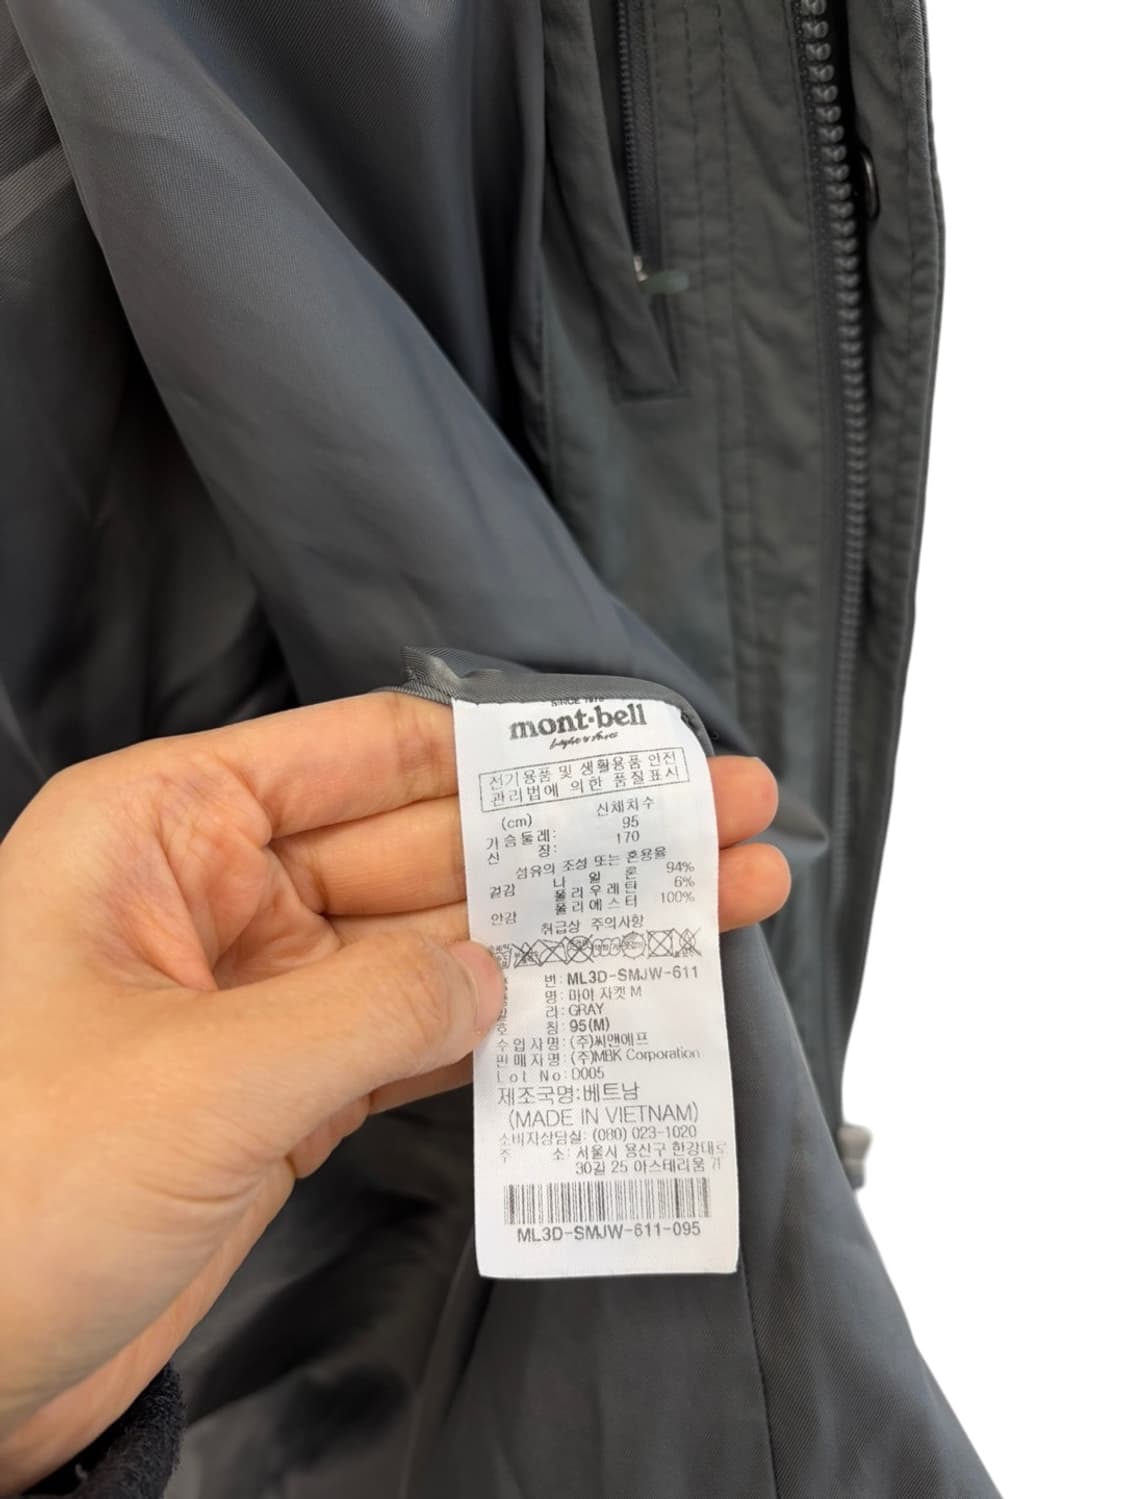 SINCE 1975
mont·bell
Light & Fast
전기용품 및 생활용품 안전
관리법에 의한 품질표시
(cm) 신체치수
가슴둘레: 95
신 장: 170
섬유의 조성 또는 혼용율
겉감 나 일 론 94%
폴리우레탄 6%
안감 폴리에스터 100%
취급상 주의사항
번: ML3D-SMJW-611
명: 마야 자켓 M
컬 러: GRAY
호 칭: 95(M)
수입자명: (주)씨앤에프
판매자명: (주)MBK Corporation
Lot No: D005
제조국명:베트남
(MADE IN VIETNAM)
소비자상담실: (080) 023-1020
주 소: 서울시 용산구 한강대로
30길 25 아스테리움
ML3D-SMJW-611-095